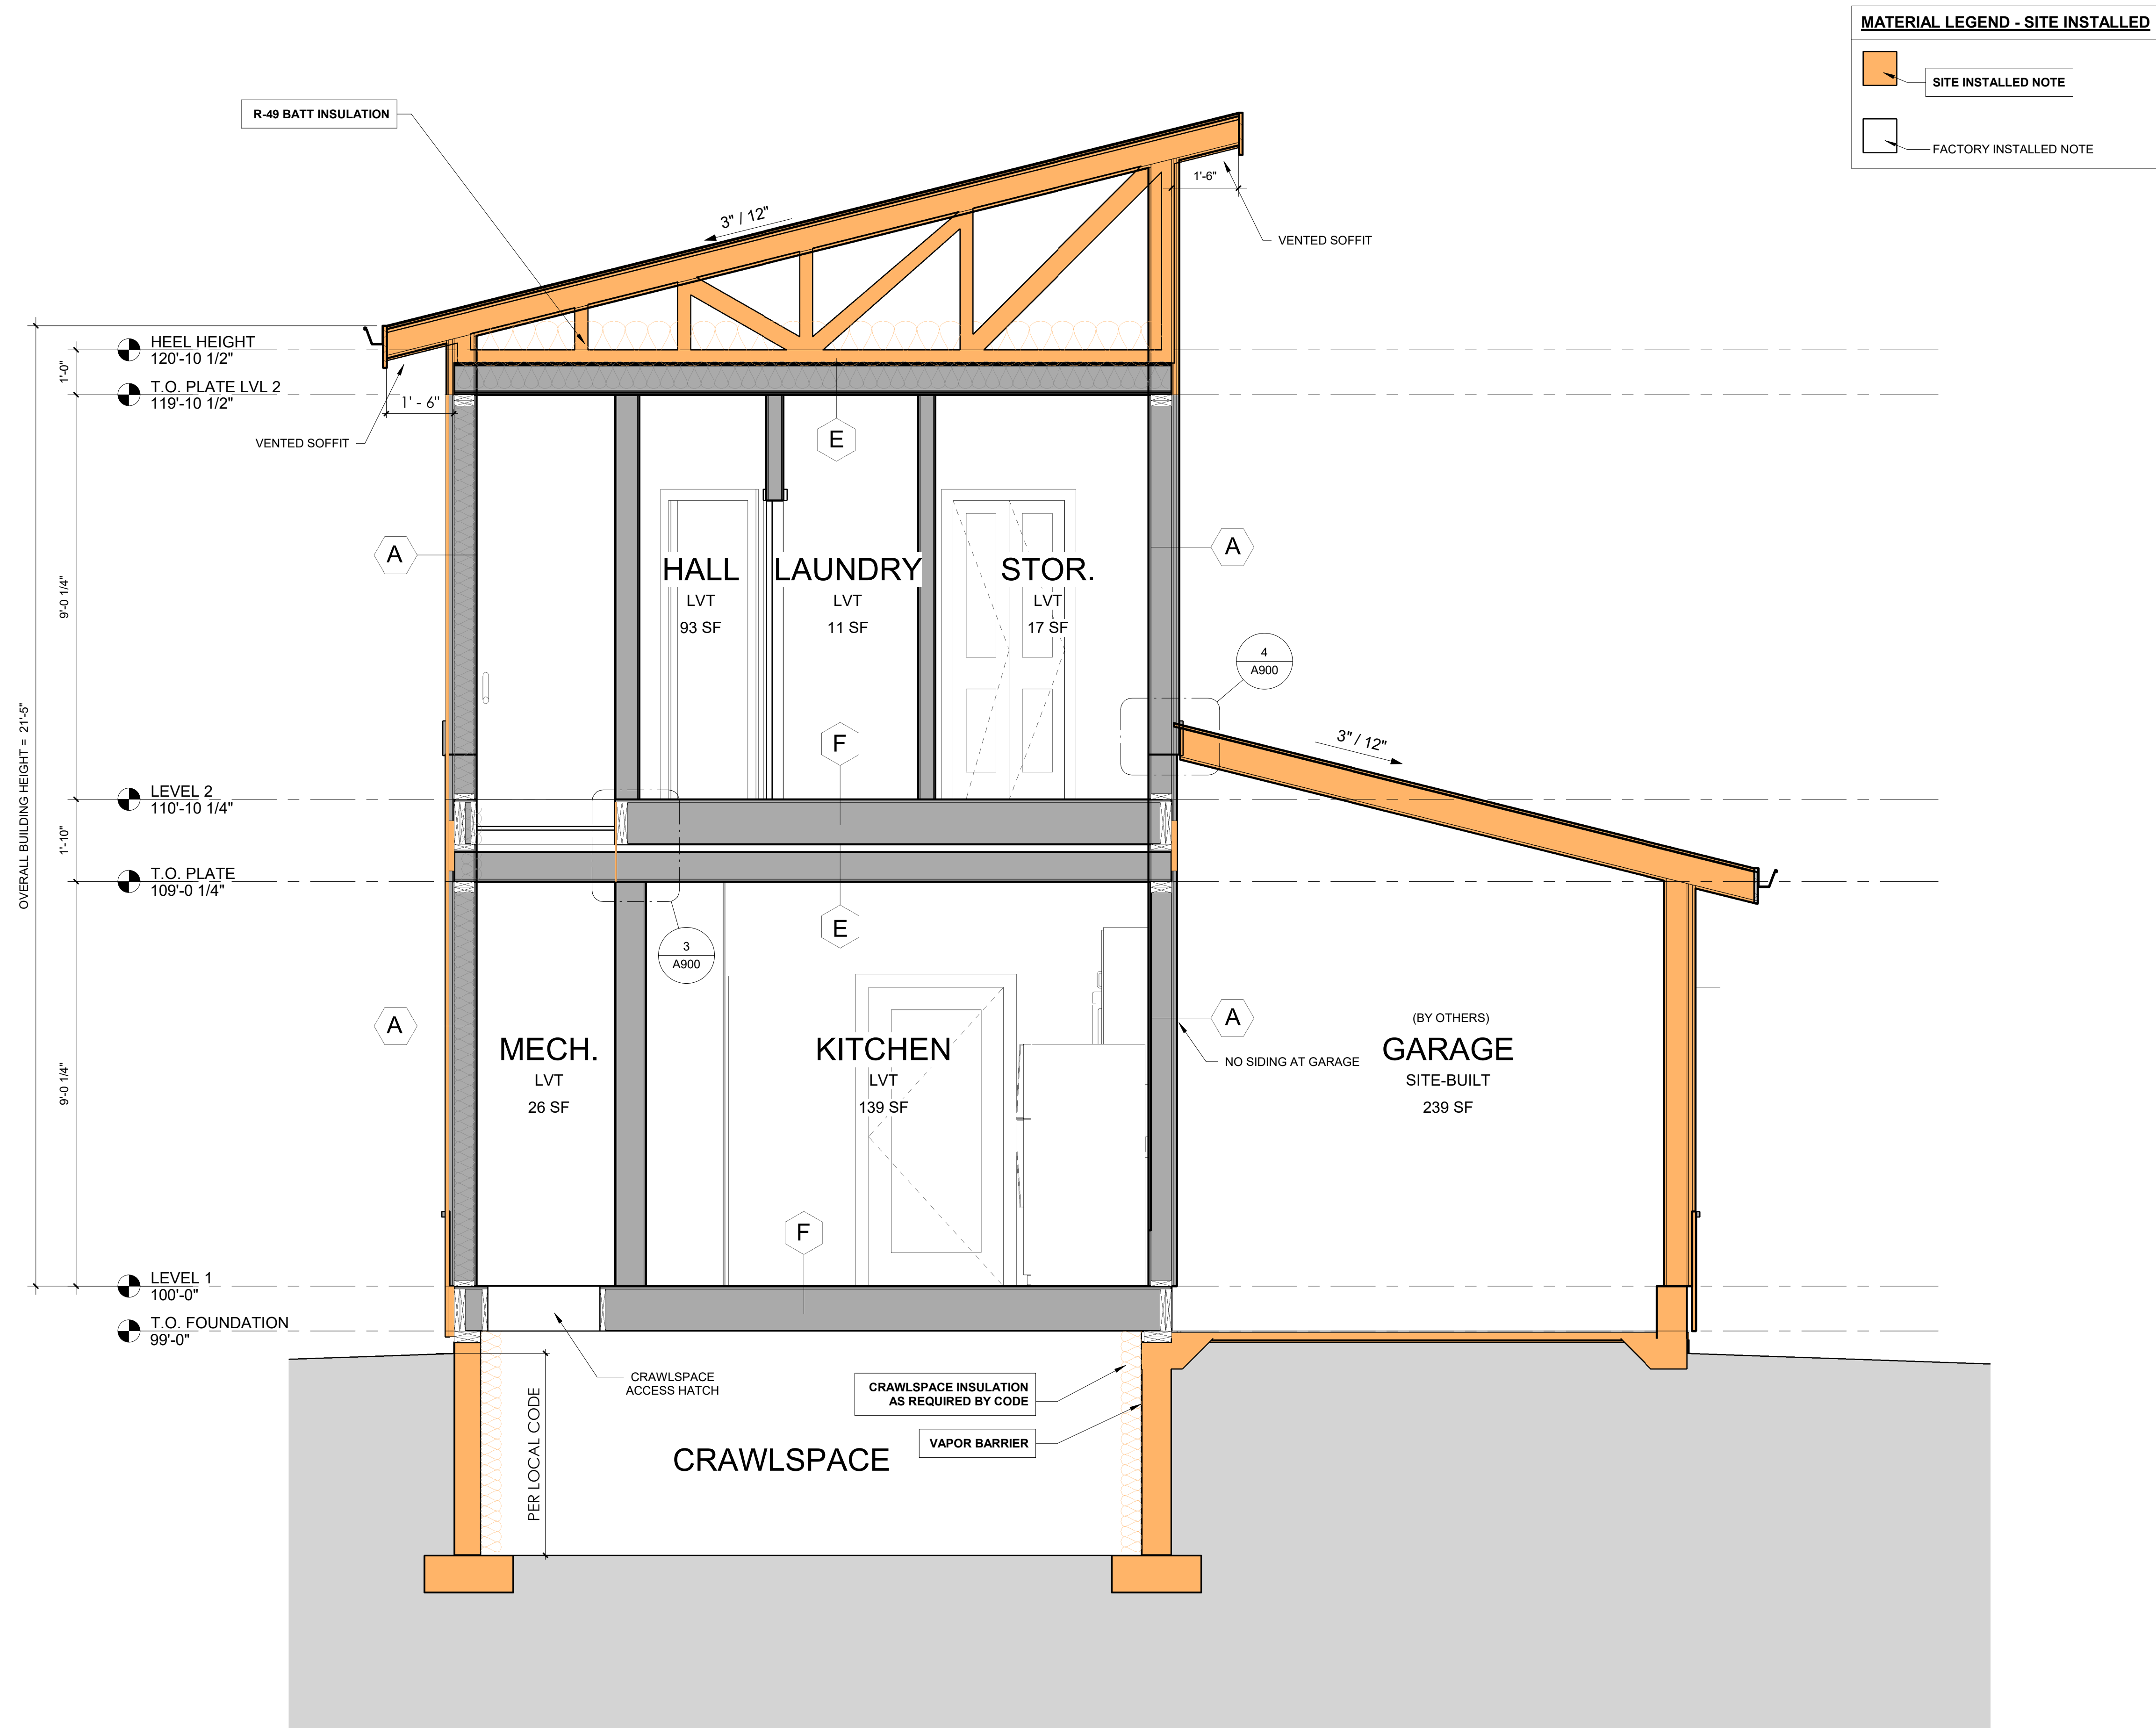 MATERIAL LEGEND - SITE INSTALLED
SITE INSTALLED NOTE
FACTORY INSTALLED NOTE
R-49 BATT INSULATION
1'-6"
3" / 12"
VENTED SOFFIT
HEEL HEIGHT
120'-10 1/2"
1'-0"
T.O. PLATE LVL 2
119'-10 1/2"
1' - 6"
VENTED SOFFIT
E
A
A
9'-0 1/4"
HALL
LVT
93 SF
LAUNDRY
LVT
11 SF
STOR.
LVT
17 SF
4
A900
F
3" / 12"
OVERALL BUILDING HEIGHT = 21'-5"
LEVEL 2
110'-10 1/4"
1'-10"
T.O. PLATE
109'-0 1/4"
E
3
A900
A
A
9'-0 1/4"
MECH.
LVT
26 SF
KITCHEN
LVT
139 SF
NO SIDING AT GARAGE
(BY OTHERS)
GARAGE
SITE-BUILT
239 SF
F
LEVEL 1
100'-0"
T.O. FOUNDATION
99'-0"
CRAWLSPACE
ACCESS HATCH
PER LOCAL CODE
CRAWLSPACE INSULATION
AS REQUIRED BY CODE
VAPOR BARRIER
CRAWLSPACE